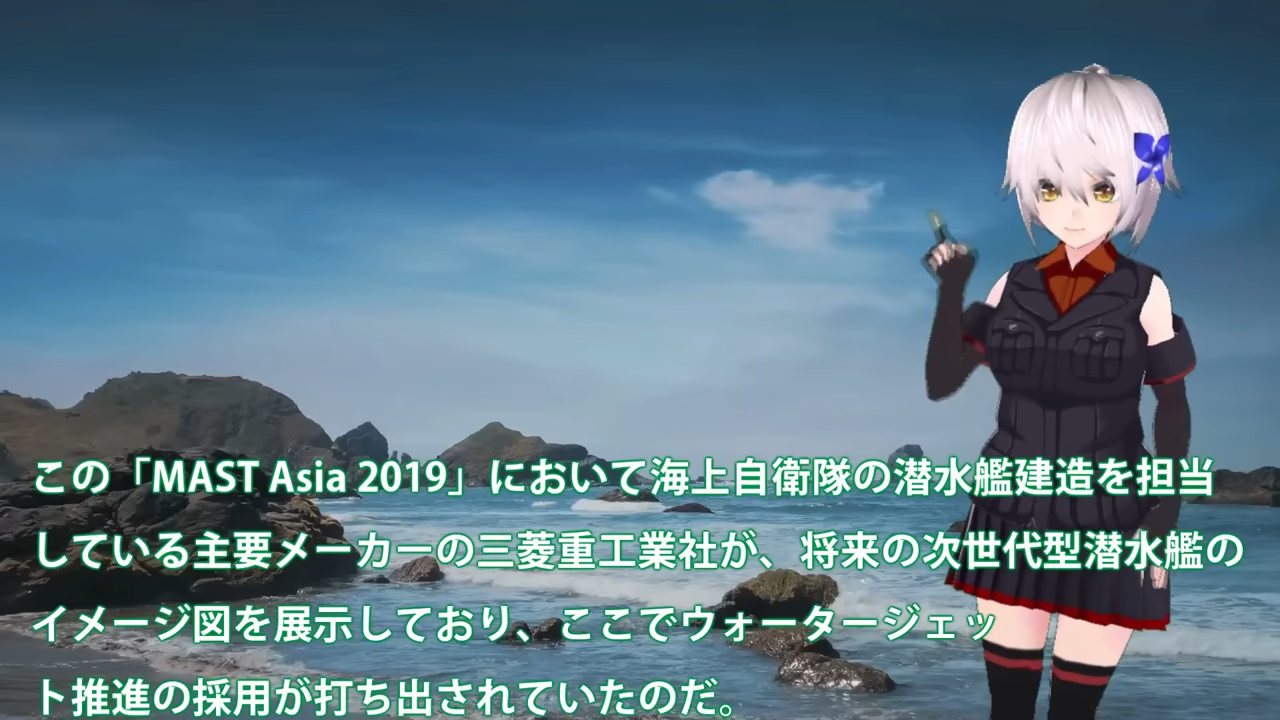 この「MAST Asia 2019」において海上自衛隊の潜水艦建造を担当
している主要メーカーの三菱重工業社が、将来の次世代型潜水艦の
イメージ図を展示しており、ここでウォータージェッ
ト推進の採用が打ち出されていたのだ。